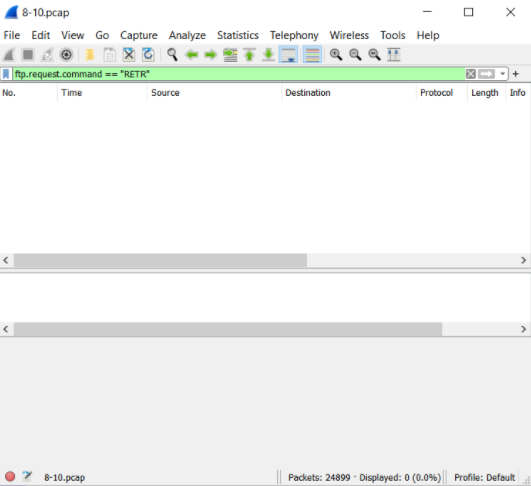 8-10.pcap
File Edit View Go Capture Analyze Statistics Telephony Wireless Tools Help
ftp.request.command == "RETR"
No. Time Source Destination Protocol Length Info
8-10.pcap Packets: 24899 · Displayed: 0 (0.0%) Profile: Default